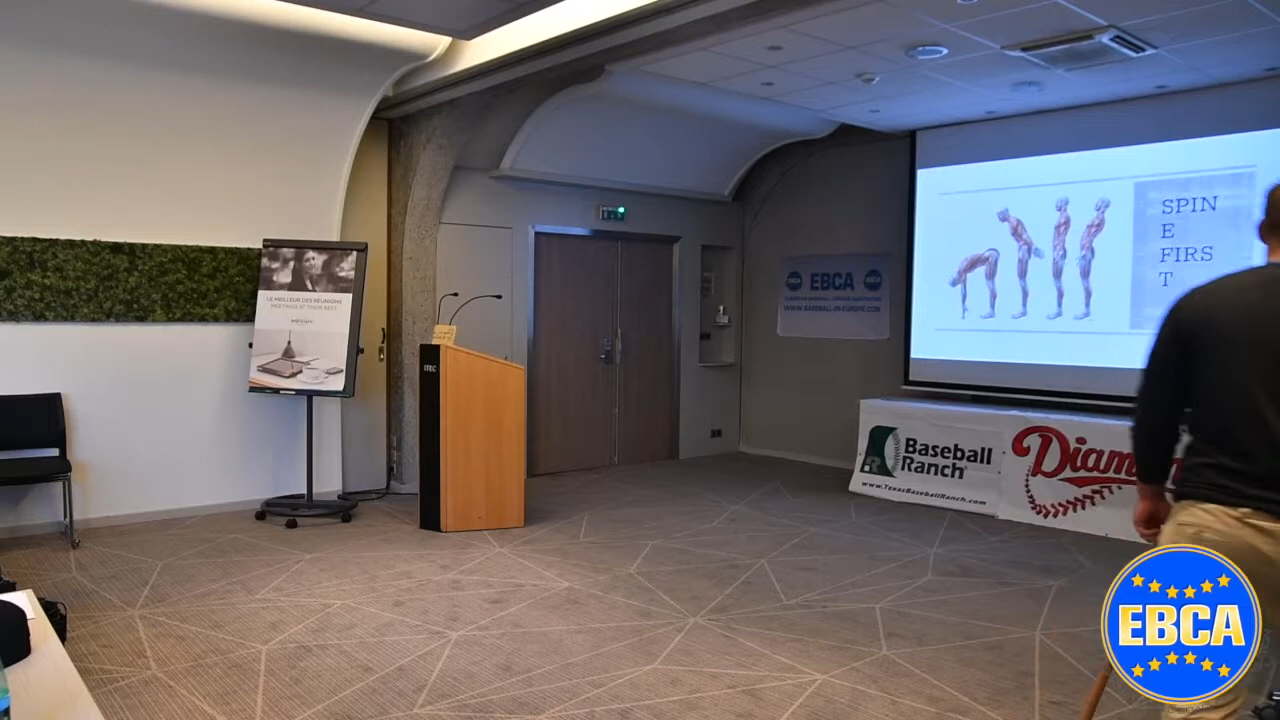 LE MEILLEUR DES RÉUNIONS
MEETINGS AT THEIR BEST
EBCA
WWW.BASEBALL-IN-EUROPE.COM
SPIN
E
FIRS
T
Baseball
Ranch
www.TexasBaseballRanch.com
Diam
EBCA